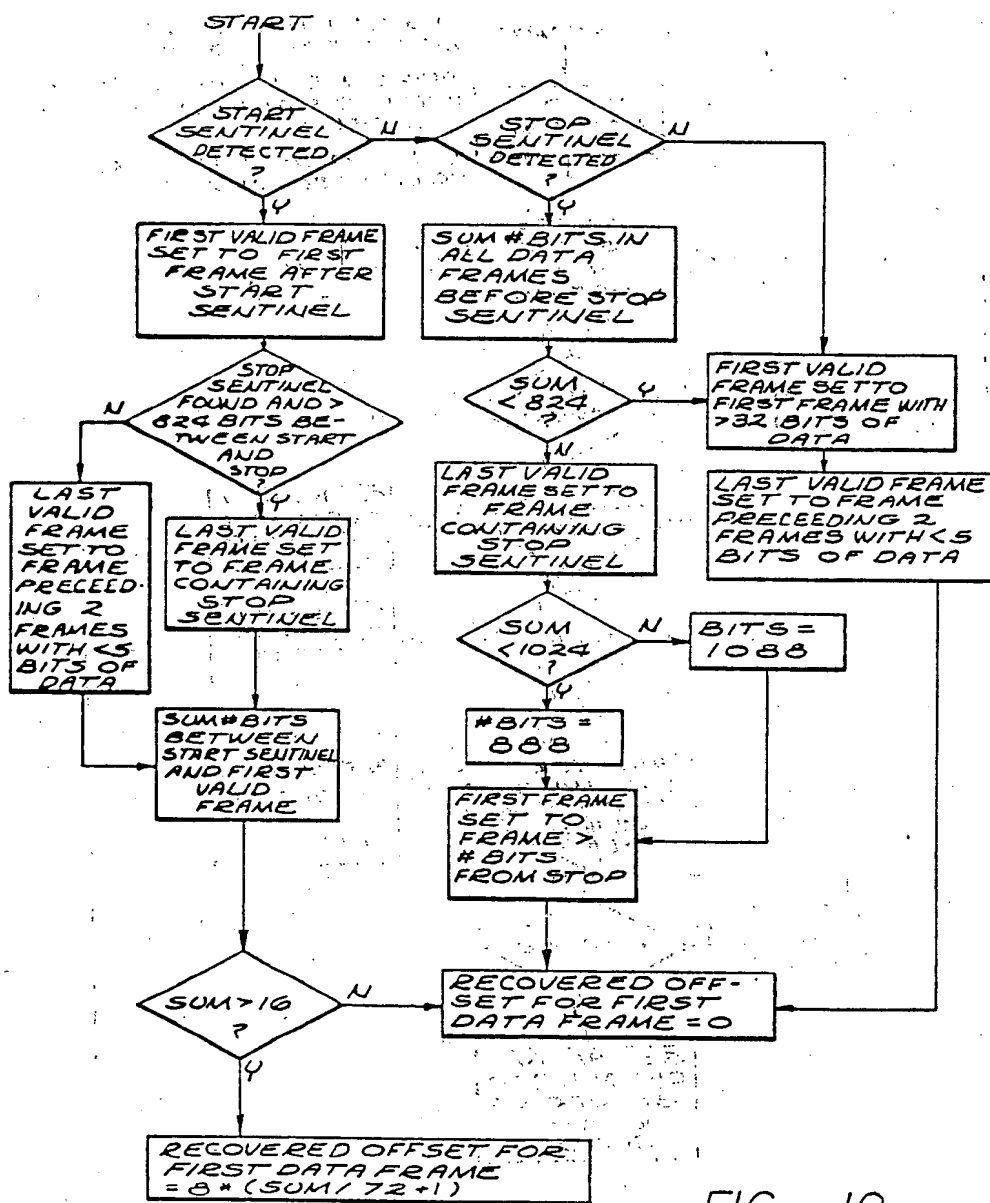 START
START
SENTINEL
DETECTED
?
N
Y
STOP
SENTINEL
DETECTED
?
N
Y
FIRST VALID FRAME
SET TO FIRST
FRAME AFTER
START
SENTINEL
SUM # BITS IN
ALL DATA
FRAMES
BEFORE STOP
SENTINEL
STOP
SENTINEL
FOUND AND >
824 BITS BE-
TWEEN START
AND
STOP
?
N
Y
SUM
<824
?
Y
N
FIRST VALID
FRAME SET TO
FIRST FRAME WITH
>32 BITS OF
DATA
LAST
VALID
FRAME
SET TO
FRAME
PRECEED-
ING 2
FRAMES
WITH <5
BITS OF
DATA
LAST VALID
FRAME SET
TO FRAME
CONTAINING
STOP
SENTINEL
LAST VALID
FRAME SET TO
FRAME
CONTAINING
STOP
SENTINEL
LAST VALID FRAME
SET TO FRAME
PRECEEDING 2
FRAMES WITH <5
BITS OF DATA
SUM
<1024
?
N
Y
BITS =
1088
SUM # BITS
BETWEEN
START SENTINEL
AND FIRST
VALID
FRAME
# BITS =
888
FIRST FRAME
SET TO
FRAME >
# BITS
FROM STOP
SUM > 16
?
N
Y
RECOVERED OFF-
SET FOR FIRST
DATA FRAME = 0
RECOVERED OFFSET FOR
FIRST DATA FRAME
= 8 * (SUM / 72 + 1)
FIG. 10